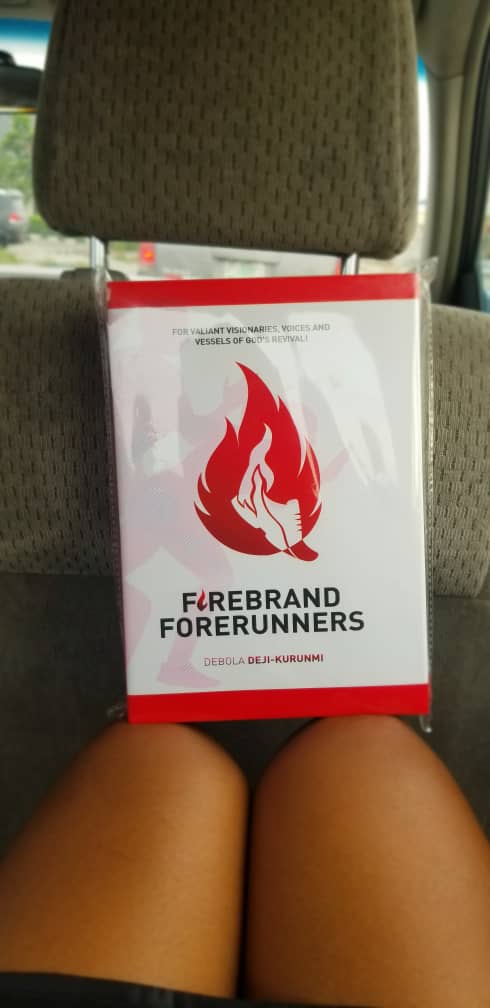 FOR VALIANT VISIONARIES, VOICES AND
VESSELS OF GOD'S REVIVAL!
FIREBRAND
FORERUNNERS
DEBOLA DEJI-KURUNMI